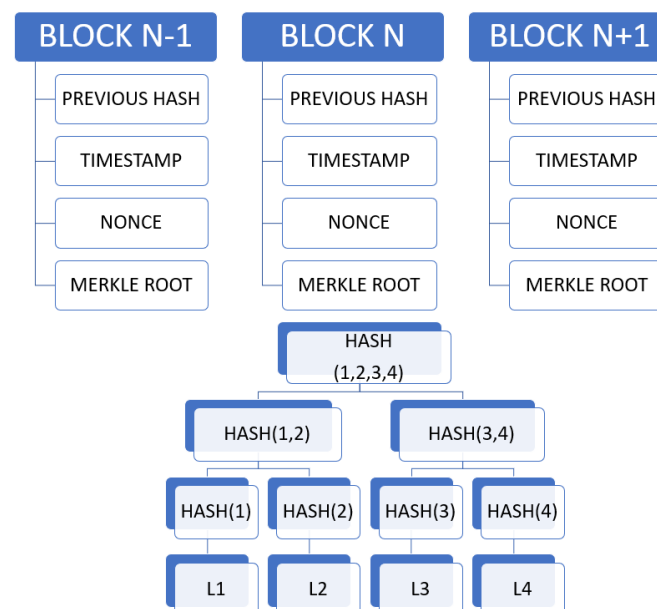 BLOCK N-1
BLOCK N
BLOCK N+1
PREVIOUS HASH
PREVIOUS HASH
PREVIOUS HASH
TIMESTAMP
TIMESTAMP
TIMESTAMP
NONCE
NONCE
NONCE
MERKLE ROOT
MERKLE ROOT
MERKLE ROOT
HASH
(1,2,3,4)
HASH(1,2)
HASH(3,4)
HASH(1)
HASH(2)
HASH(3)
HASH(4)
L1
L2
L3
L4